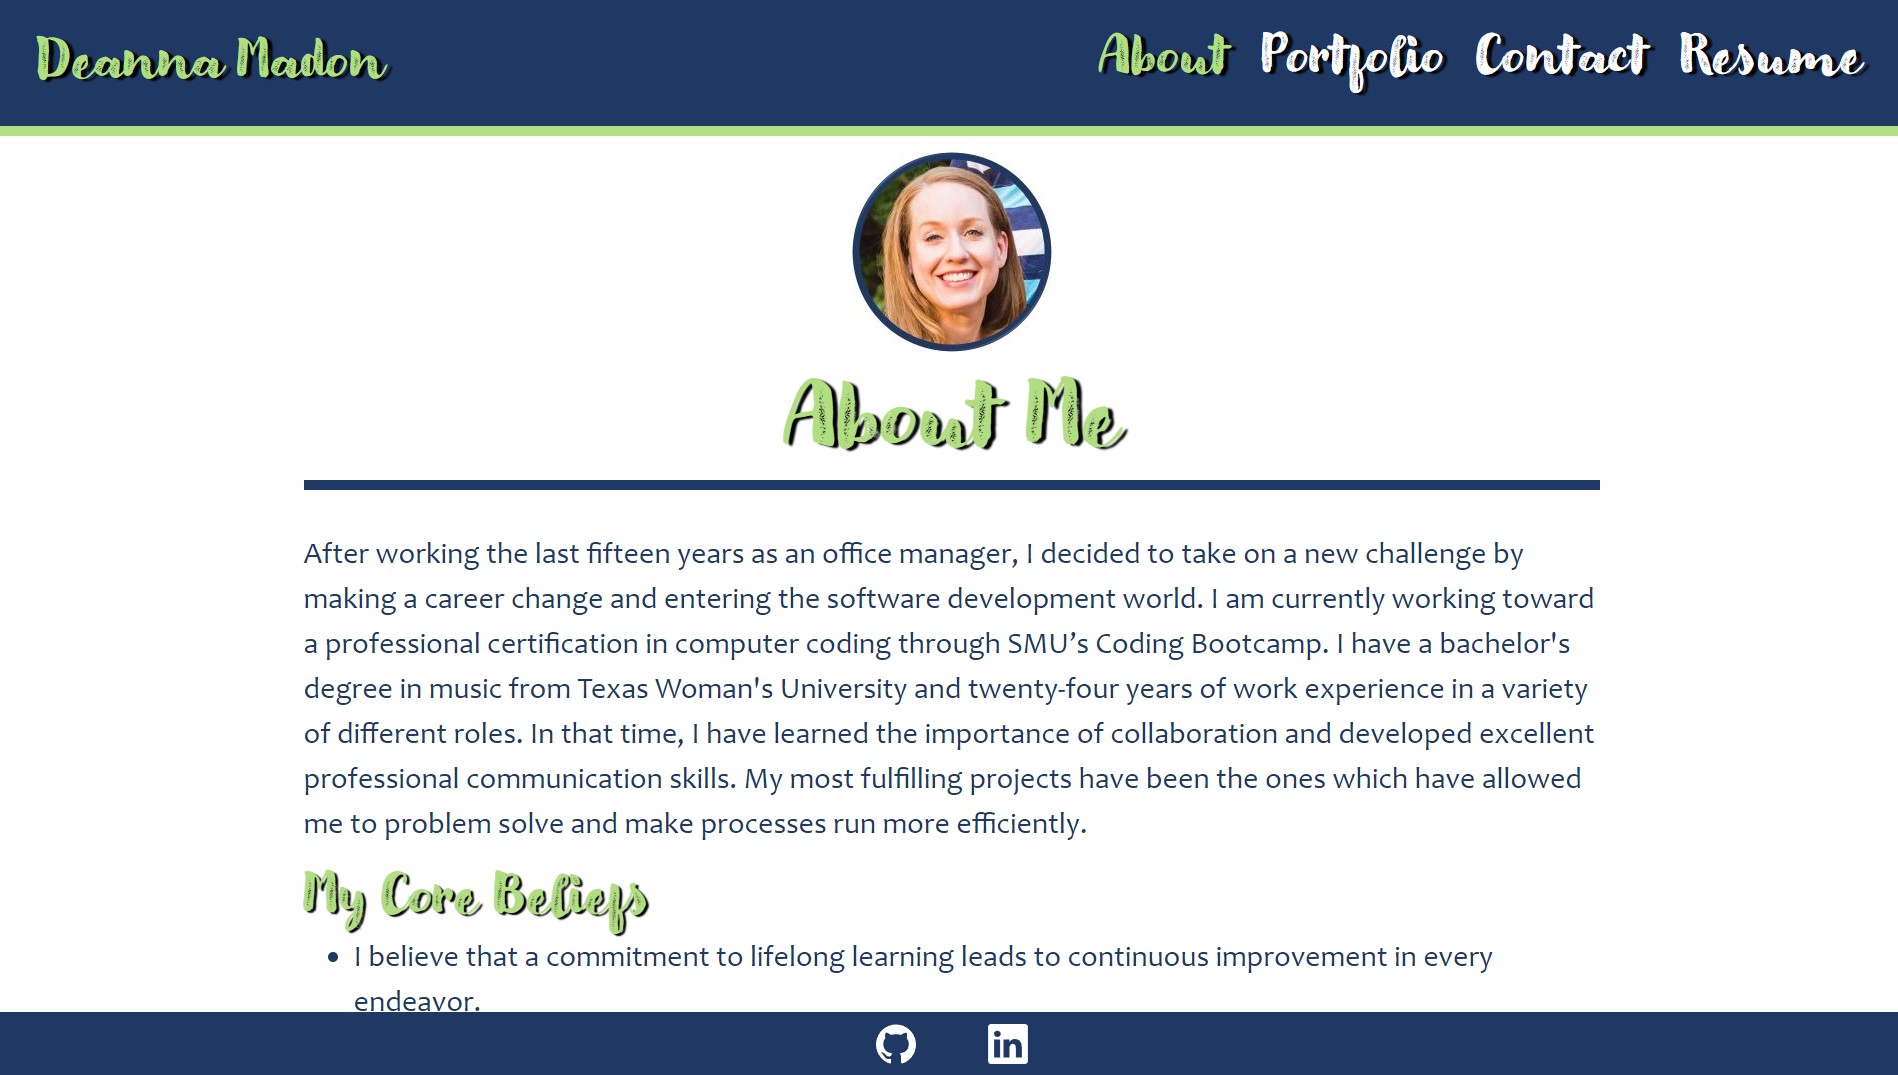 Deanna Madon
About Portfolio Contact Resume
About Me
After working the last fifteen years as an office manager, I decided to take on a new challenge by
making a career change and entering the software development world. I am currently working toward
a professional certification in computer coding through SMU’s Coding Bootcamp. I have a bachelor's
degree in music from Texas Woman's University and twenty-four years of work experience in a variety
of different roles. In that time, I have learned the importance of collaboration and developed excellent
professional communication skills. My most fulfilling projects have been the ones which have allowed
me to problem solve and make processes run more efficiently.
My Core Beliefs
• I believe that a commitment to lifelong learning leads to continuous improvement in every
endeavor.
in